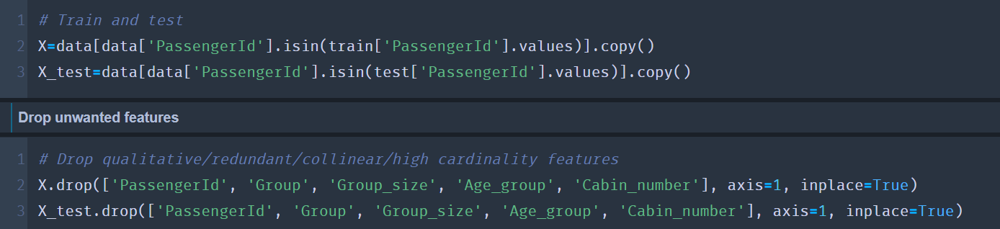 1 # Train and test
2 X=data[data['PassengerId'].isin(train['PassengerId'].values)].copy()
3 X_test=data[data['PassengerId'].isin(test['PassengerId'].values)].copy()
Drop unwanted features
1 # Drop qualitative/redundant/collinear/high cardinality features
2 X.drop(['PassengerId', 'Group', 'Group_size', 'Age_group', 'Cabin_number'], axis=1, inplace=True)
3 X_test.drop(['PassengerId', 'Group', 'Group_size', 'Age_group', 'Cabin_number'], axis=1, inplace=True)